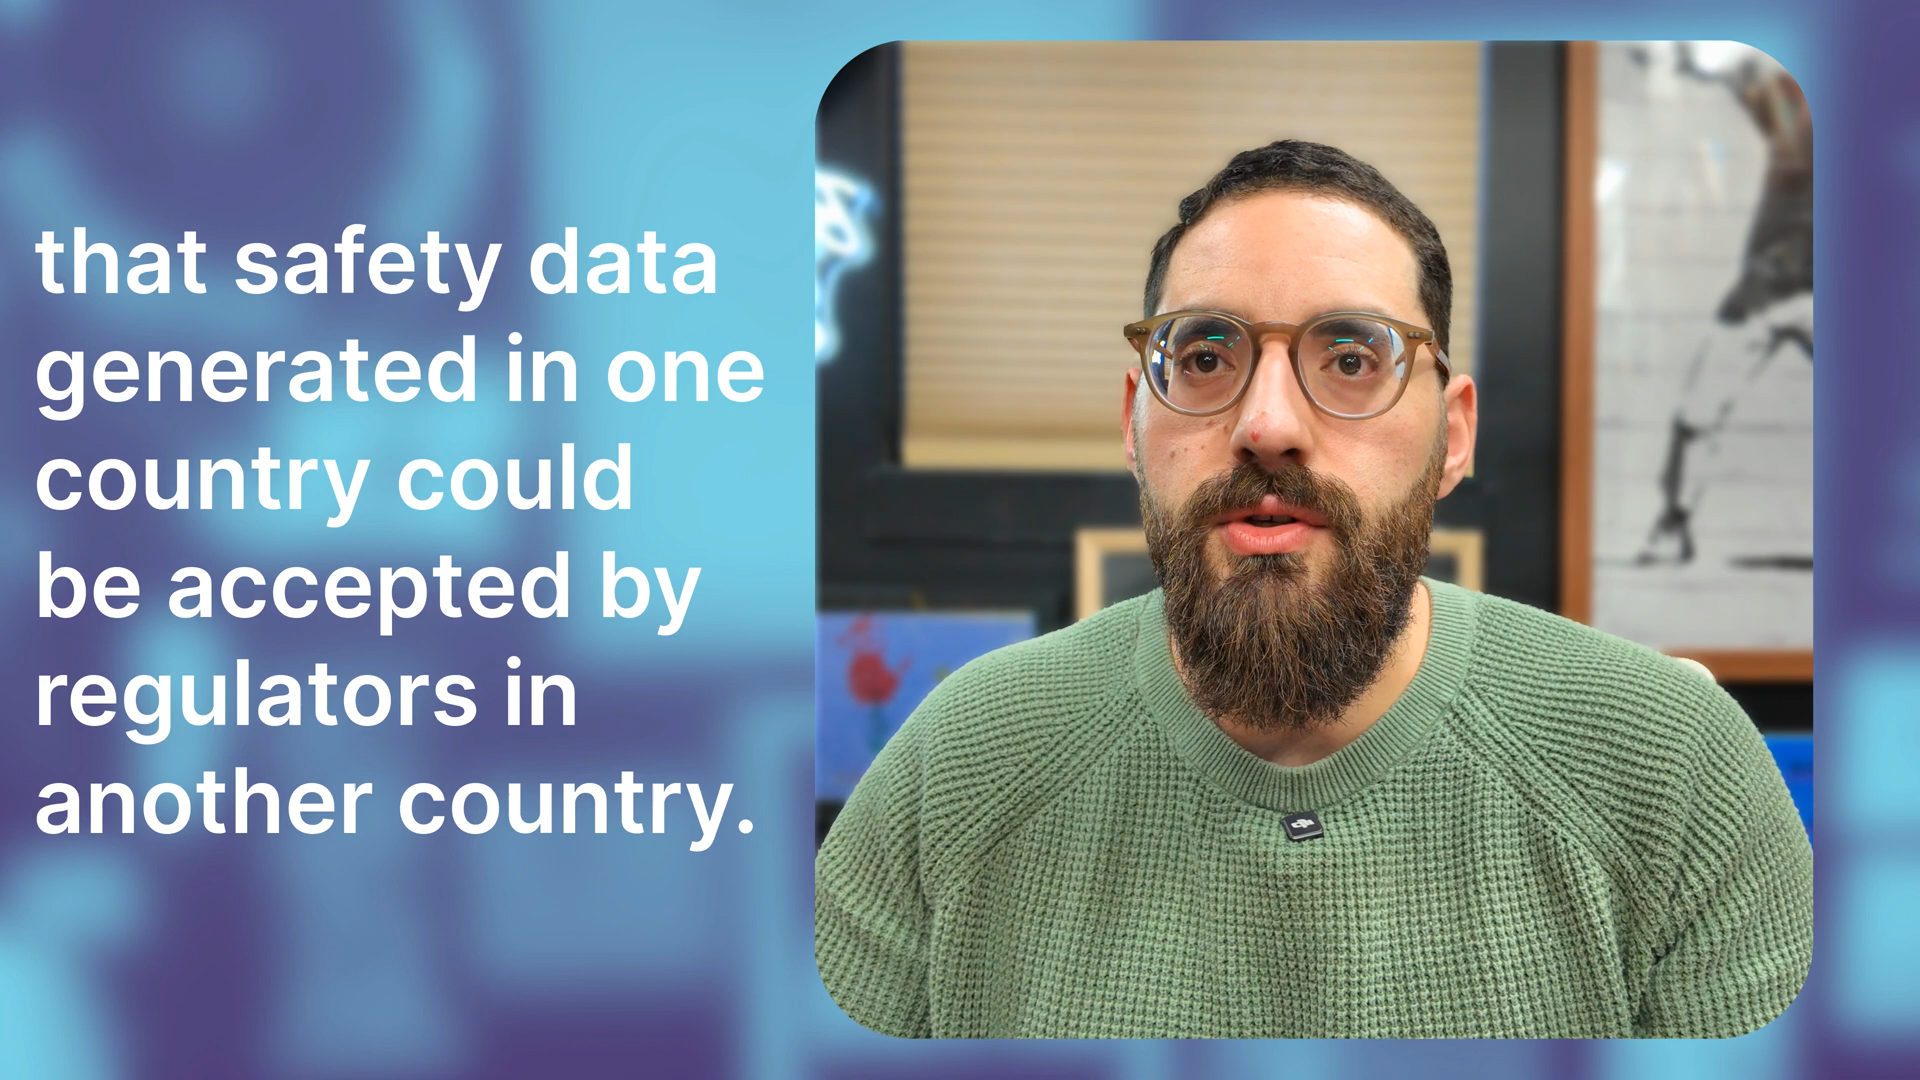 that safety data
generated in one
country could
be accepted by
regulators in
another country.